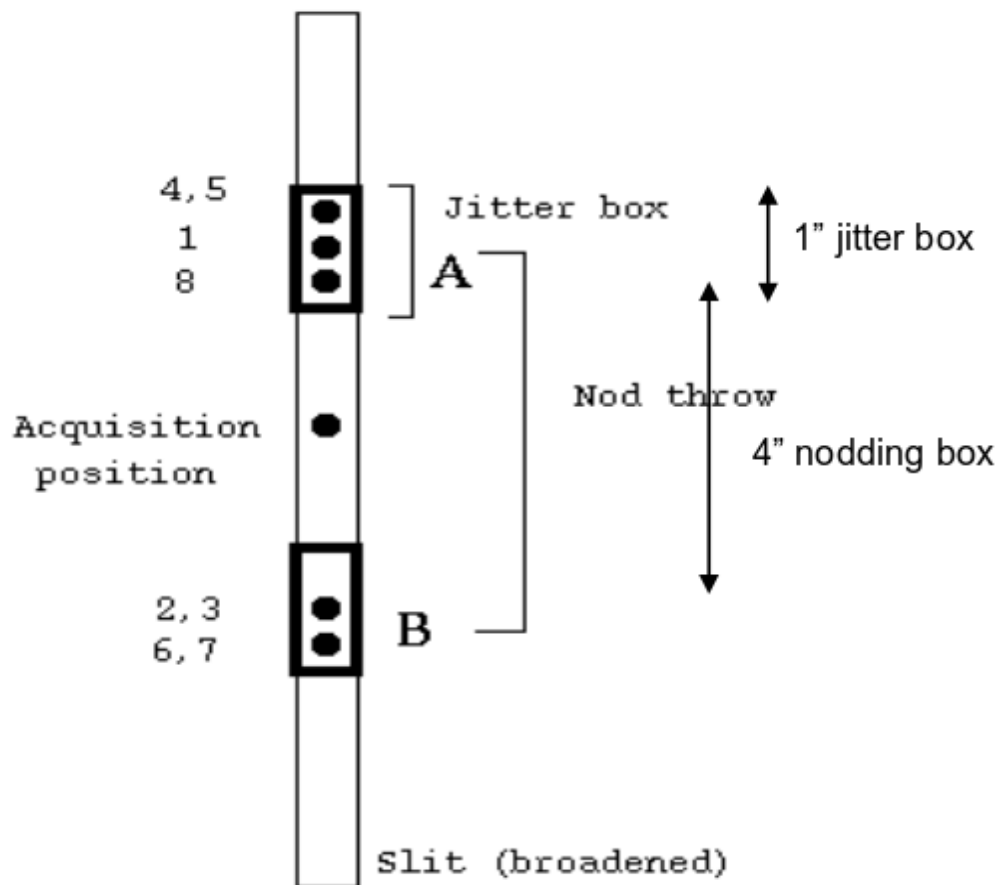 4,5
1
8
Jitter box
A
1” jitter box
Nod throw
Acquisition
position
4” nodding box
2,3
6,7
B
Slit (broadened)